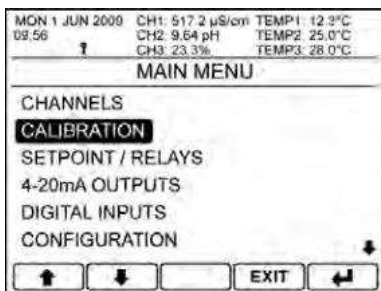 MON 1 JUN 2009 CH1: 517.2 µS/cm TEMP1: 12.3°C
09:56 CH2: 9.64 pH TEMP2: 25.0°C
CH3: 23.3% TEMP3: 28.0°C
MAIN MENU
CHANNELS
CALIBRATION
SETPOINT / RELAYS
4-20mA OUTPUTS
DIGITAL INPUTS
CONFIGURATION
EXIT